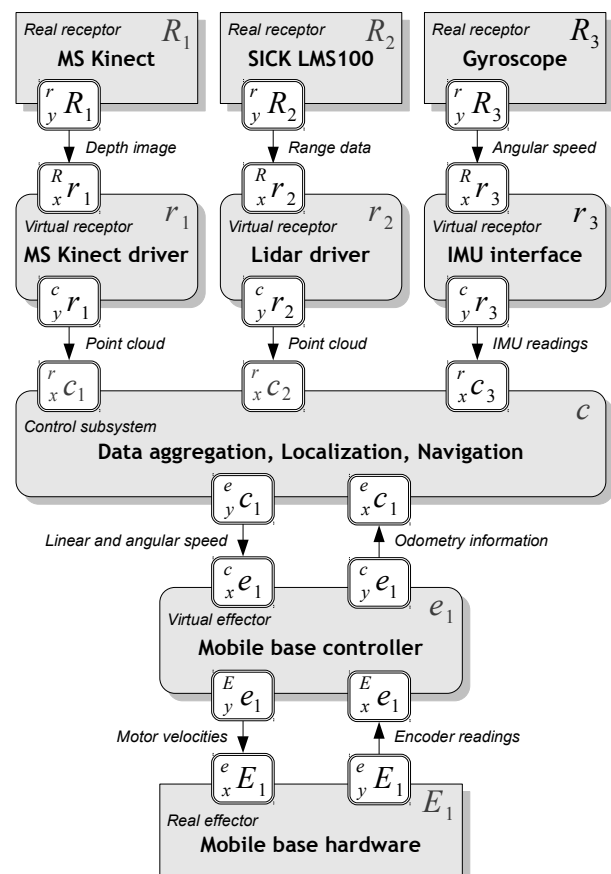 Real receptor R1 Real receptor R2 Real receptor R3
MS Kinect SICK LMS100 Gyroscope
r y R1 r y R2 r y R3
Depth image Range data Angular speed
R x r1 R x r2 R x r3
r1 r2 r3
Virtual receptor Virtual receptor Virtual receptor
MS Kinect driver Lidar driver IMU interface
c y r1 c y r2 c y r3
Point cloud Point cloud IMU readings
r x c1 r x c2 r x c3
Control subsystem c
Data aggregation, Localization, Navigation
e y c1 e x c1
Linear and angular speed Odometry information
c x e1 c y e1
Virtual effector e1
Mobile base controller
E y e1 E x e1
Motor velocities Encoder readings
e x E1 e y E1
Real effector E1
Mobile base hardware